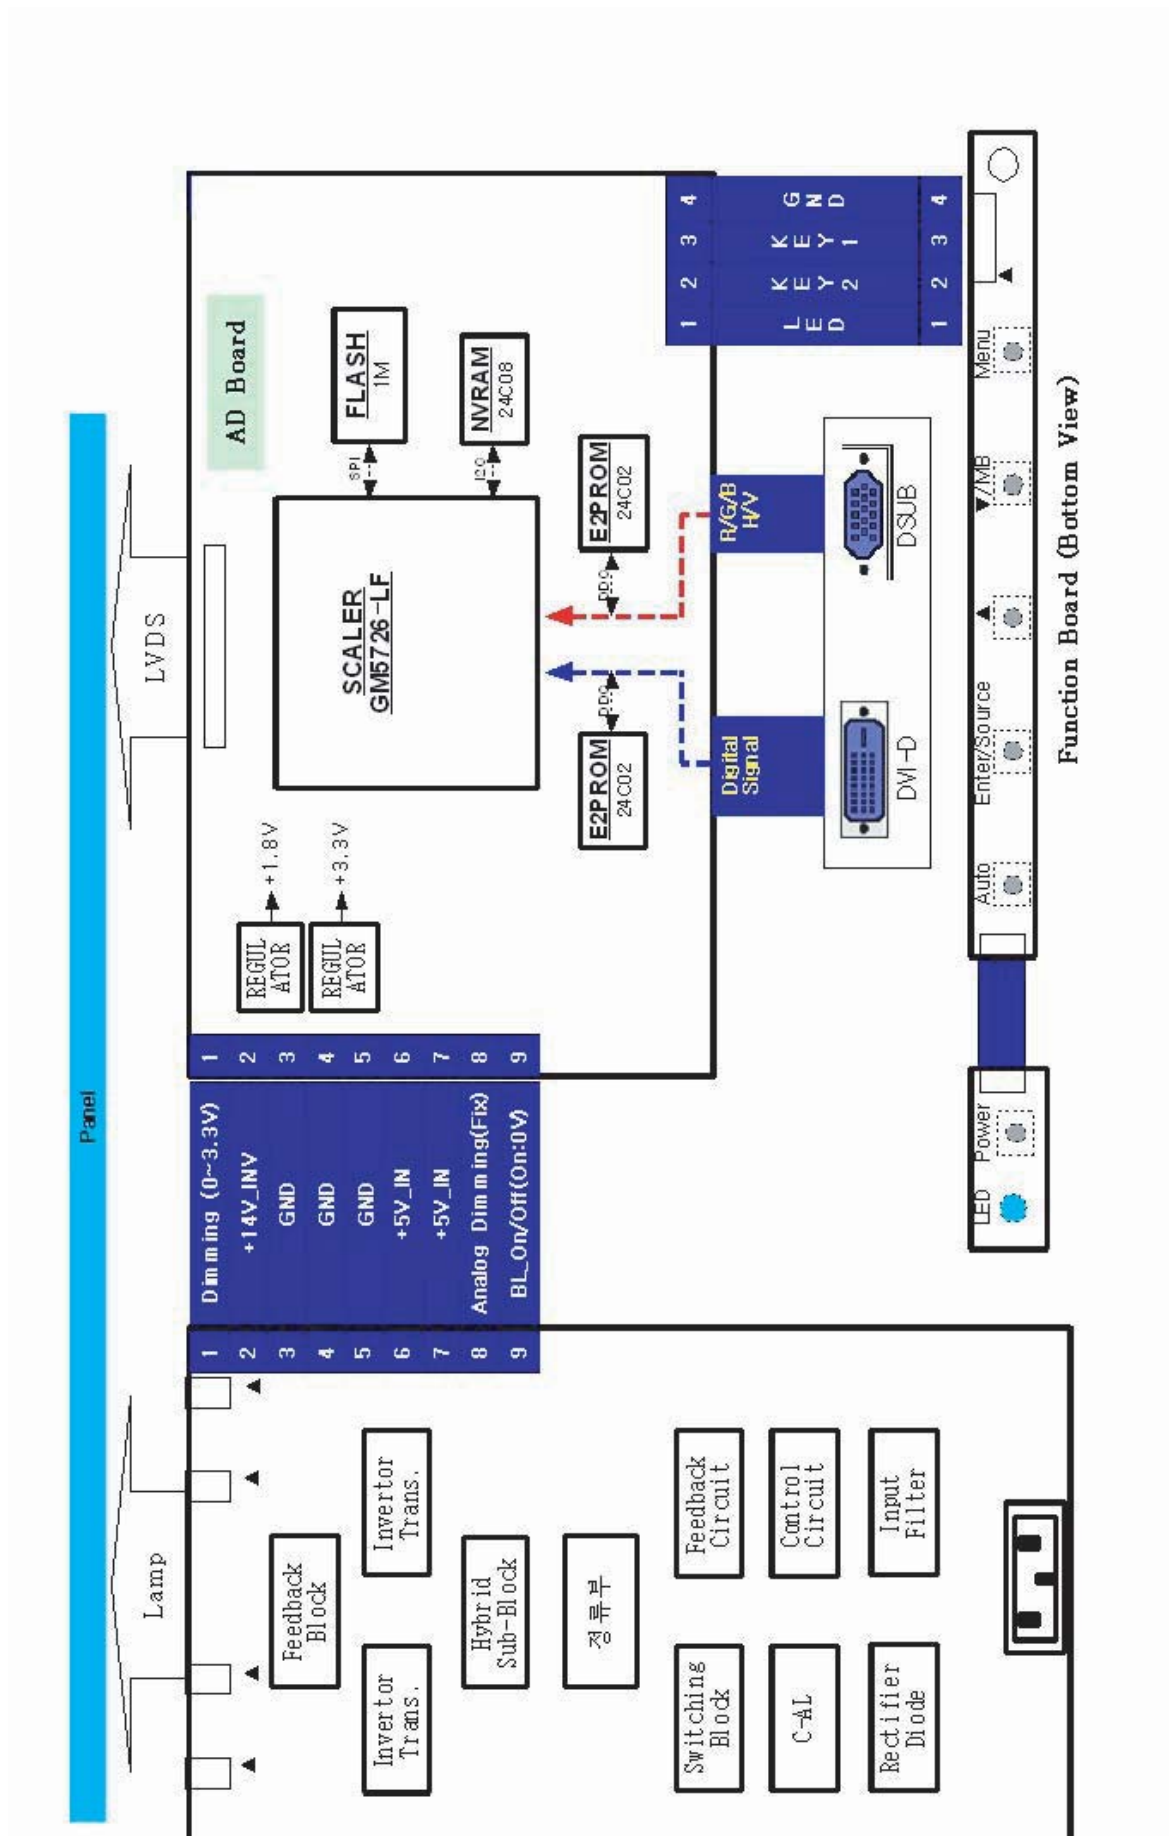 Panel
Lamp
LVDS
AD Board
Feedback
Block
Invertor
Trans.
Invertor
Trans.
Hybrid
Sub-Block
정류부
Switching
Block
Feedback
Circuit
C-AL
Control
Circuit
Rectifier
Diode
Input
Filter
1 Dimming (0~3.3V) 1
2 +14V_INV 2
3 GND 3
4 GND 4
5 GND 5
6 +5V_IN 6
7 +5V_IN 7
8 Analog Dimming(Fix) 8
9 BL_On/Off(On:0V) 9
REGUL
ATOR
+1.8V
REGUL
ATOR
+3.3V
SCALER
GM5726-LF
SPI
FLASH
1M
I2C
NVRAM
24C08
E2PROM
24C02
DDC
DDC
E2PROM
24C02
Digital
Signal
R/G/B
H/V
DVI-D
DSUB
1 2 3 4
LED
KEY2
KEY1
GND
1 2 3 4
LED
Power
Auto
Enter/Source
▲
▼/MB
Menu
Function Board (Bottom View)